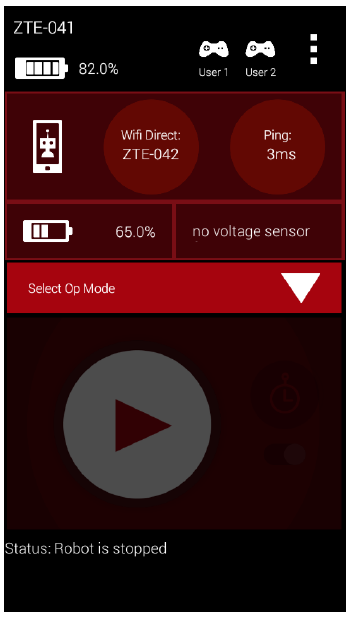 ZTE-041
82.0%
User 1
User 2
Wifi Direct:
ZTE-042
Ping:
3ms
65.0%
no voltage sensor
Select Op Mode
Status: Robot is stopped